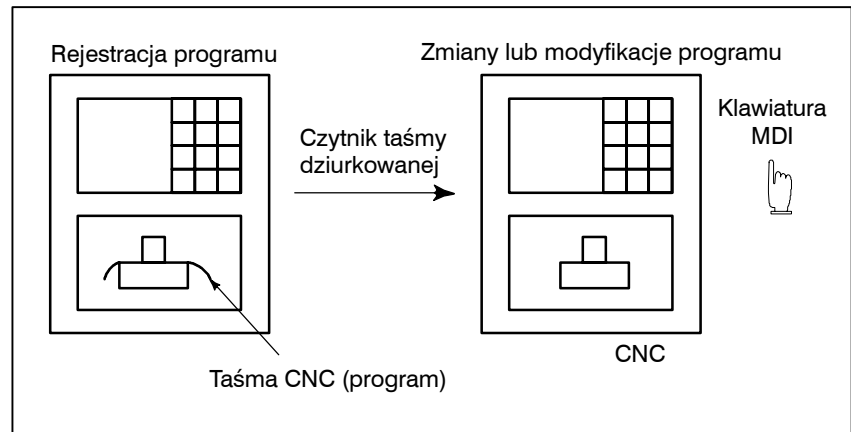 Rejestracja programu
Zmiany lub modyfikacje programu
Klawiatura
MDI
Czytnik taśmy
dziurkowanej
CNC
Taśma CNC (program)